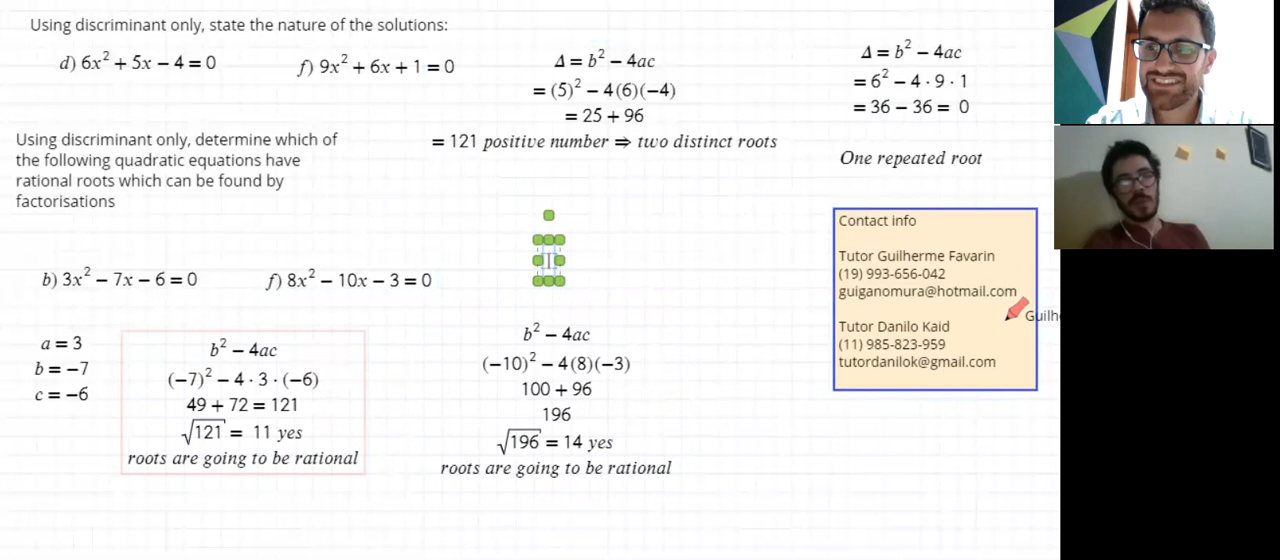 Using discriminant only, state the nature of the solutions:
d) 6x² + 5x − 4 = 0
f) 9x² + 6x + 1 = 0
Δ = b² − 4ac
= (5)² − 4(6)(−4)
= 25 + 96
= 121 positive number ⇒ two distinct roots
Δ = b² − 4ac
= 6² − 4 · 9 · 1
= 36 − 36 = 0
One repeated root
Using discriminant only, determine which of
the following quadratic equations have
rational roots which can be found by
factorisations
b) 3x² − 7x − 6 = 0
f) 8x² − 10x − 3 = 0
a = 3
b = −7
c = −6
b² − 4ac
(−7)² − 4 · 3 · (−6)
49 + 72 = 121
√121 = 11 yes
roots are going to be rational
b² − 4ac
(−10)² − 4(8)(−3)
100 + 96
196
√196 = 14 yes
roots are going to be rational
Contact info
Tutor Guilherme Favarin
(19) 993-656-042
guiganomura@hotmail.com
Guilh
Tutor Danilo Kaid
(11) 985-823-959
tutordanilok@gmail.com